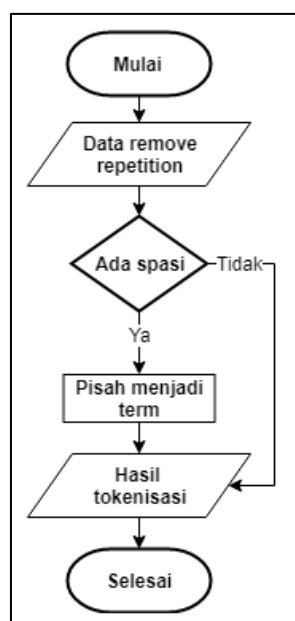 Mulai
Data remove
repetition
Ada spasi
Tidak
Ya
Pisah menjadi
term
Hasil
tokenisasi
Selesai